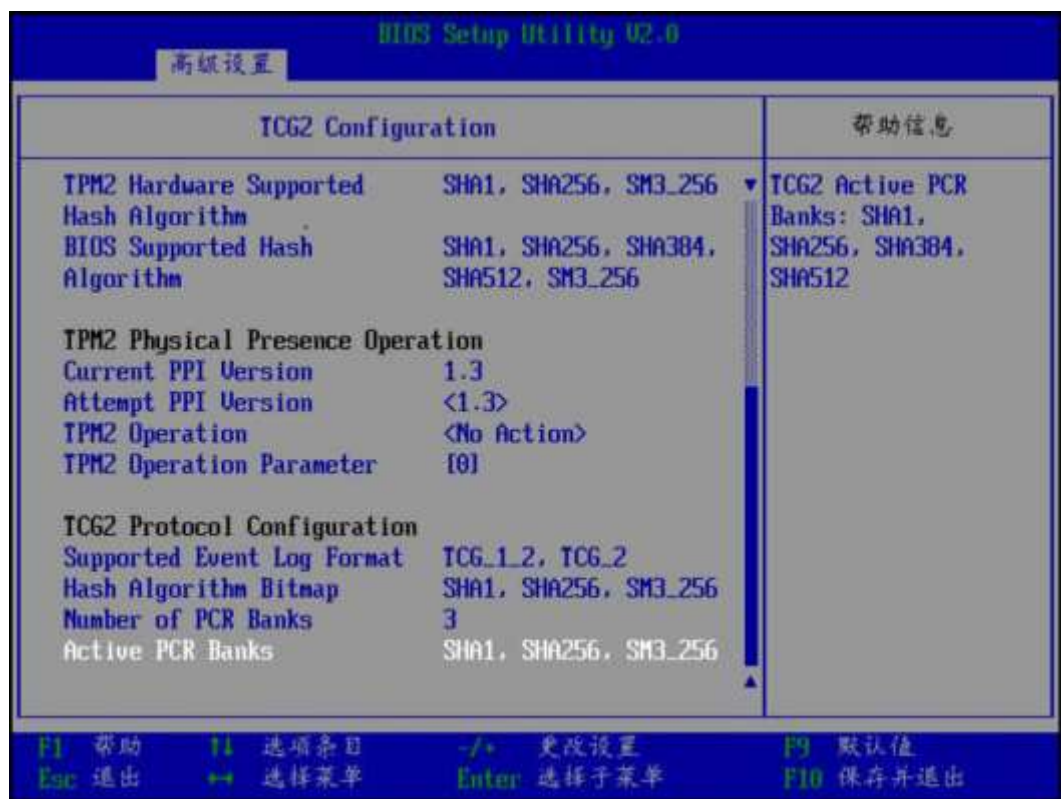 BIOS Setup Utility V2.0
高级设置
TCG2 Configuration
帮助信息
TPM2 Hardware Supported SHA1, SHA256, SM3_256
Hash Algorithm
BIOS Supported Hash SHA1, SHA256, SHA384,
Algorithm SHA512, SM3_256
TPM2 Physical Presence Operation
Current PPI Version 1.3
Attempt PPI Version <1.3>
TPM2 Operation <No Action>
TPM2 Operation Parameter [0]
TCG2 Protocol Configuration
Supported Event Log Format TCG_1_2, TCG_2
Hash Algorithm Bitmap SHA1, SHA256, SM3_256
Number of PCR Banks 3
Active PCR Banks SHA1, SHA256, SM3_256
TCG2 Active PCR
Banks: SHA1,
SHA256, SHA384,
SHA512
F1 帮助 ↑↓ 选项条目 -/+ 更改设置 F9 默认值
Esc 退出 ↔ 选择菜单 Enter 选择子菜单 F10 保存并退出